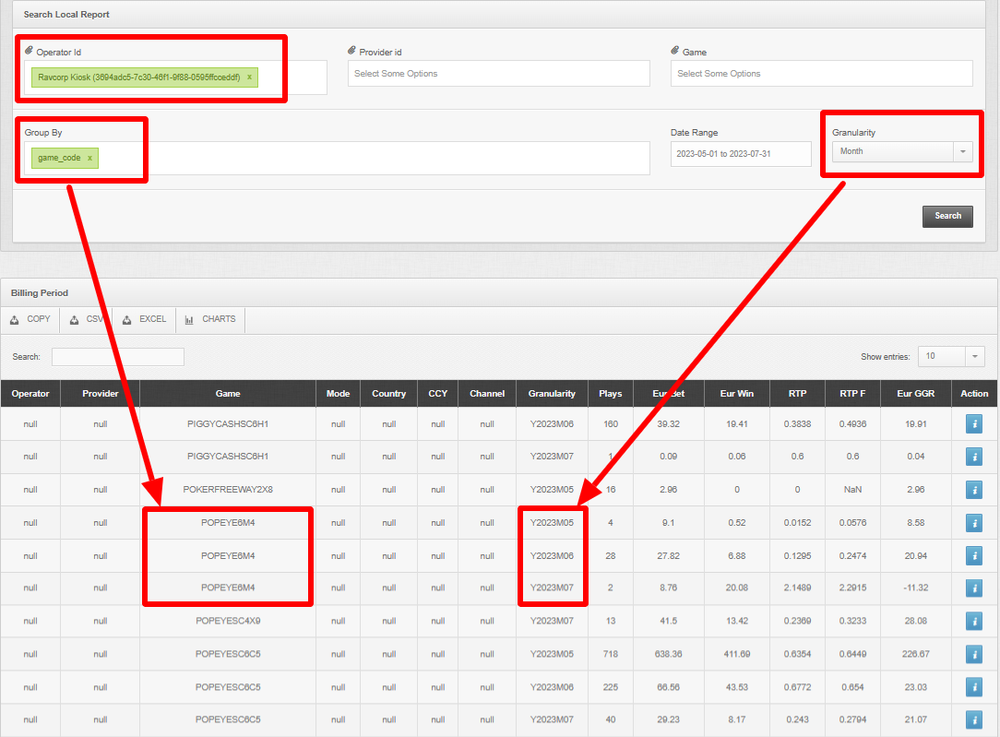 Search Local Report
Operator Id Provider id Game
Ravcorp Kiosk (3694adc5-7c30-46f1-9f88-0595ffcceddf) x Select Some Options Select Some Options
Group By Date Range Granularity
game_code x 2023-05-01 to 2023-07-31 Month
Search
Billing Period
COPY CSV EXCEL CHARTS
Search: Show entries: 10
Operator Provider Game Mode Country CCY Channel Granularity Plays Eur Bet Eur Win RTP RTP F Eur GGR Action
null null PIGGYCASHSC6H1 null null null null Y2023M06 160 39.32 19.41 0.3838 0.4936 19.91 i
null null PIGGYCASHSC6H1 null null null null Y2023M07 1 0.09 0.06 0.6 0.6 0.04 i
null null POKERFREEWAY2X8 null null null null Y2023M05 16 2.96 0 0 NaN 2.96 i
null null POPEYE6M4 null null null null Y2023M05 4 9.1 0.52 0.0152 0.0576 8.58 i
null null POPEYE6M4 null null null null Y2023M06 28 27.82 6.88 0.1295 0.2474 20.94 i
null null POPEYE6M4 null null null null Y2023M07 2 8.76 20.08 2.1489 2.2915 -11.32 i
null null POPEYESC4X9 null null null null Y2023M07 13 41.5 13.42 0.2369 0.3233 28.08 i
null null POPEYESC6C5 null null null null Y2023M05 718 638.36 411.69 0.6354 0.6449 226.67 i
null null POPEYESC6C5 null null null null Y2023M06 225 66.56 43.53 0.6772 0.654 23.03 i
null null POPEYESC6C5 null null null null Y2023M07 40 29.23 8.17 0.243 0.2794 21.07 i